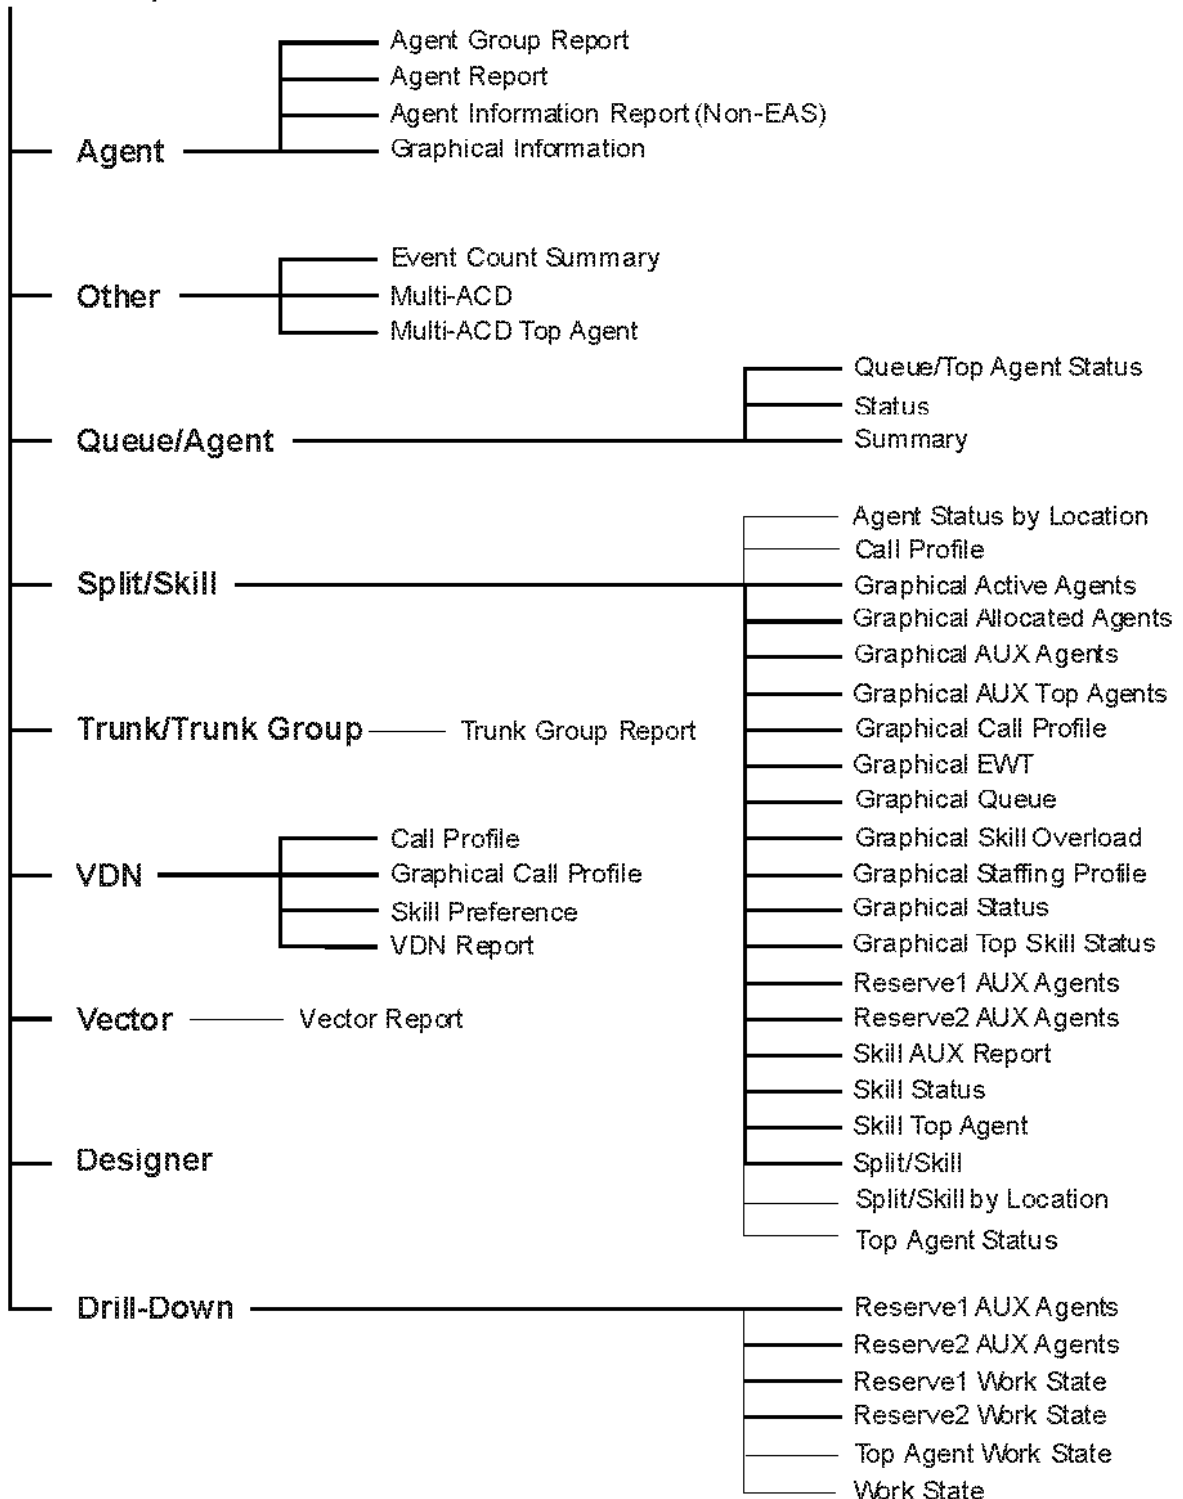 Agent
Agent Group Report
Agent Report
Agent Information Report (Non-EAS)
Graphical Information
Other
Event Count Summary
Multi-ACD
Multi-ACD Top Agent
Queue/Agent
Queue/Top Agent Status
Status
Summary
Split/Skill
Agent Status by Location
Call Profile
Graphical Active Agents
Graphical Allocated Agents
Graphical AUX Agents
Graphical AUX Top Agents
Graphical Call Profile
Graphical EWT
Graphical Queue
Graphical Skill Overload
Graphical Staffing Profile
Graphical Status
Graphical Top Skill Status
Reserve1 AUX Agents
Reserve2 AUX Agents
Skill AUX Report
Skill Status
Skill Top Agent
Split/Skill
Split/Skill by Location
Top Agent Status
Trunk/Trunk Group
Trunk Group Report
VDN
Call Profile
Graphical Call Profile
Skill Preference
VDN Report
Vector
Vector Report
Designer
Drill-Down
Reserve1 AUX Agents
Reserve2 AUX Agents
Reserve1 Work State
Reserve2 Work State
Top Agent Work State
Work State